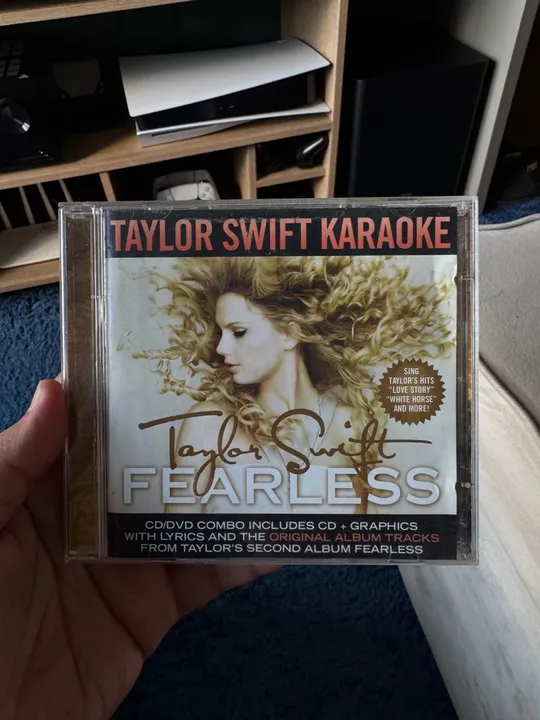 TAYLOR SWIFT KARAOKE
SING
TAYLOR'S HITS
"LOVE STORY"
"WHITE HORSE"
AND MORE!
Taylor Swift
FEARLESS
CD/DVD COMBO INCLUDES CD + GRAPHICS
WITH LYRICS AND THE ORIGINAL ALBUM TRACKS
FROM TAYLOR'S SECOND ALBUM FEARLESS